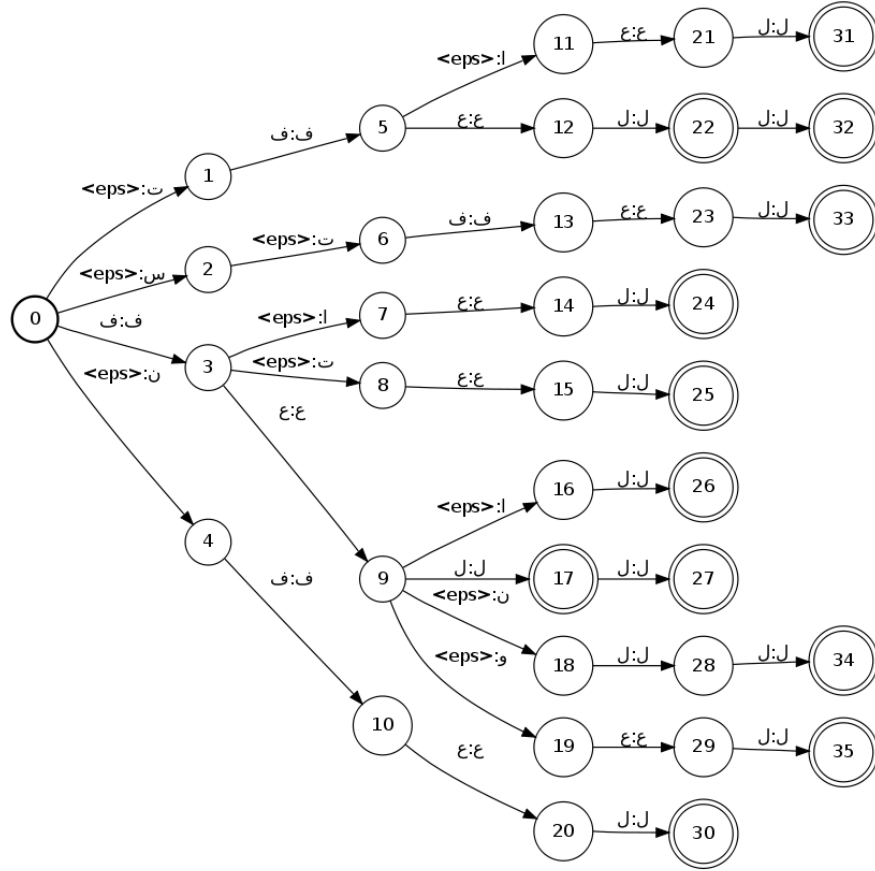 31
ل:ل
21
ع:ع
11
ا:<eps>
5
ع:ع
12
ل:ل
22
ل:ل
32
ف:ف
1
ت:<eps>
0
س:<eps>
2
ت:<eps>
6
ف:ف
13
ع:ع
23
ل:ل
33
ف:ف
3
ا:<eps>
7
ع:ع
14
ل:ل
24
ت:<eps>
8
ع:ع
15
ل:ل
25
ع:ع
9
ا:<eps>
16
ل:ل
26
ل:ل
17
ل:ل
27
ن:<eps>
18
ل:ل
28
ل:ل
34
و:<eps>
19
ع:ع
29
ل:ل
35
ن:<eps>
4
ف:ف
10
ع:ع
20
ل:ل
30